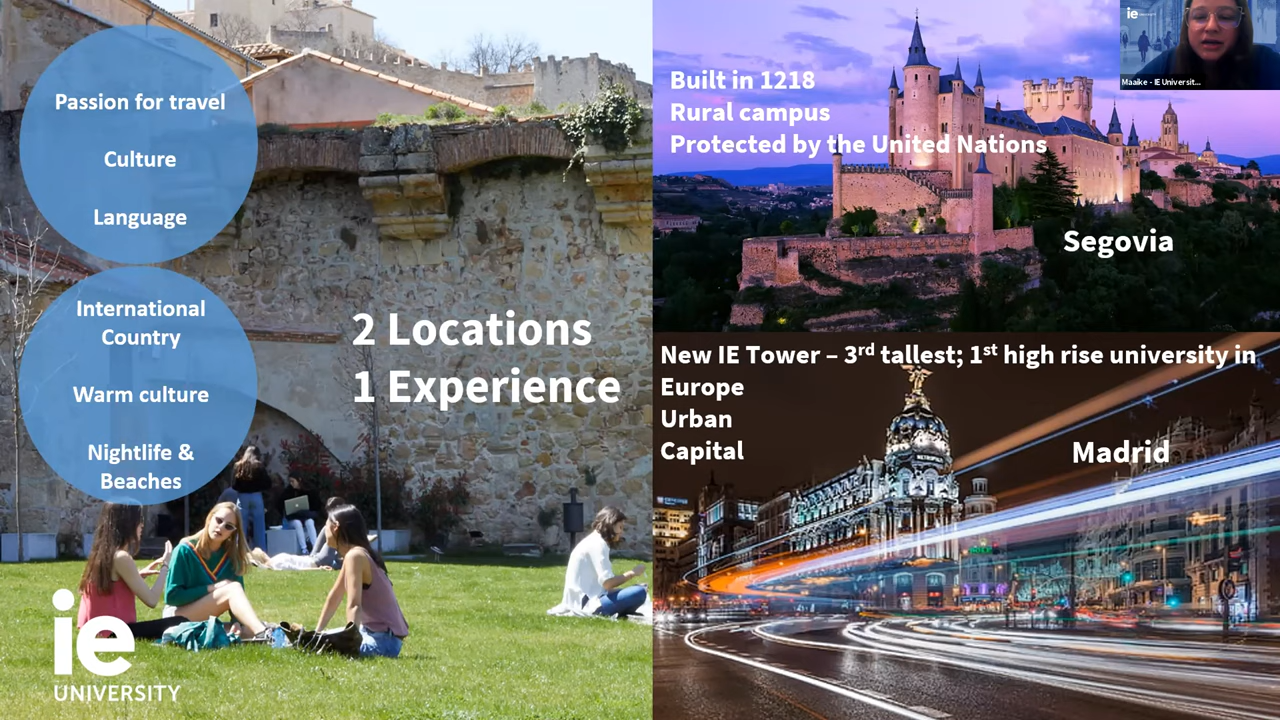 Passion for travel
Culture
Language
International
Country
Warm culture
Nightlife &
Beaches
2 Locations
1 Experience
ie
UNIVERSITY
Built in 1218
Rural campus
Protected by the United Nations
Segovia
ie
Maaike - IE Universit...
New IE Tower – 3rd tallest; 1st high rise university in
Europe
Urban
Capital
Madrid
METROPOLIS